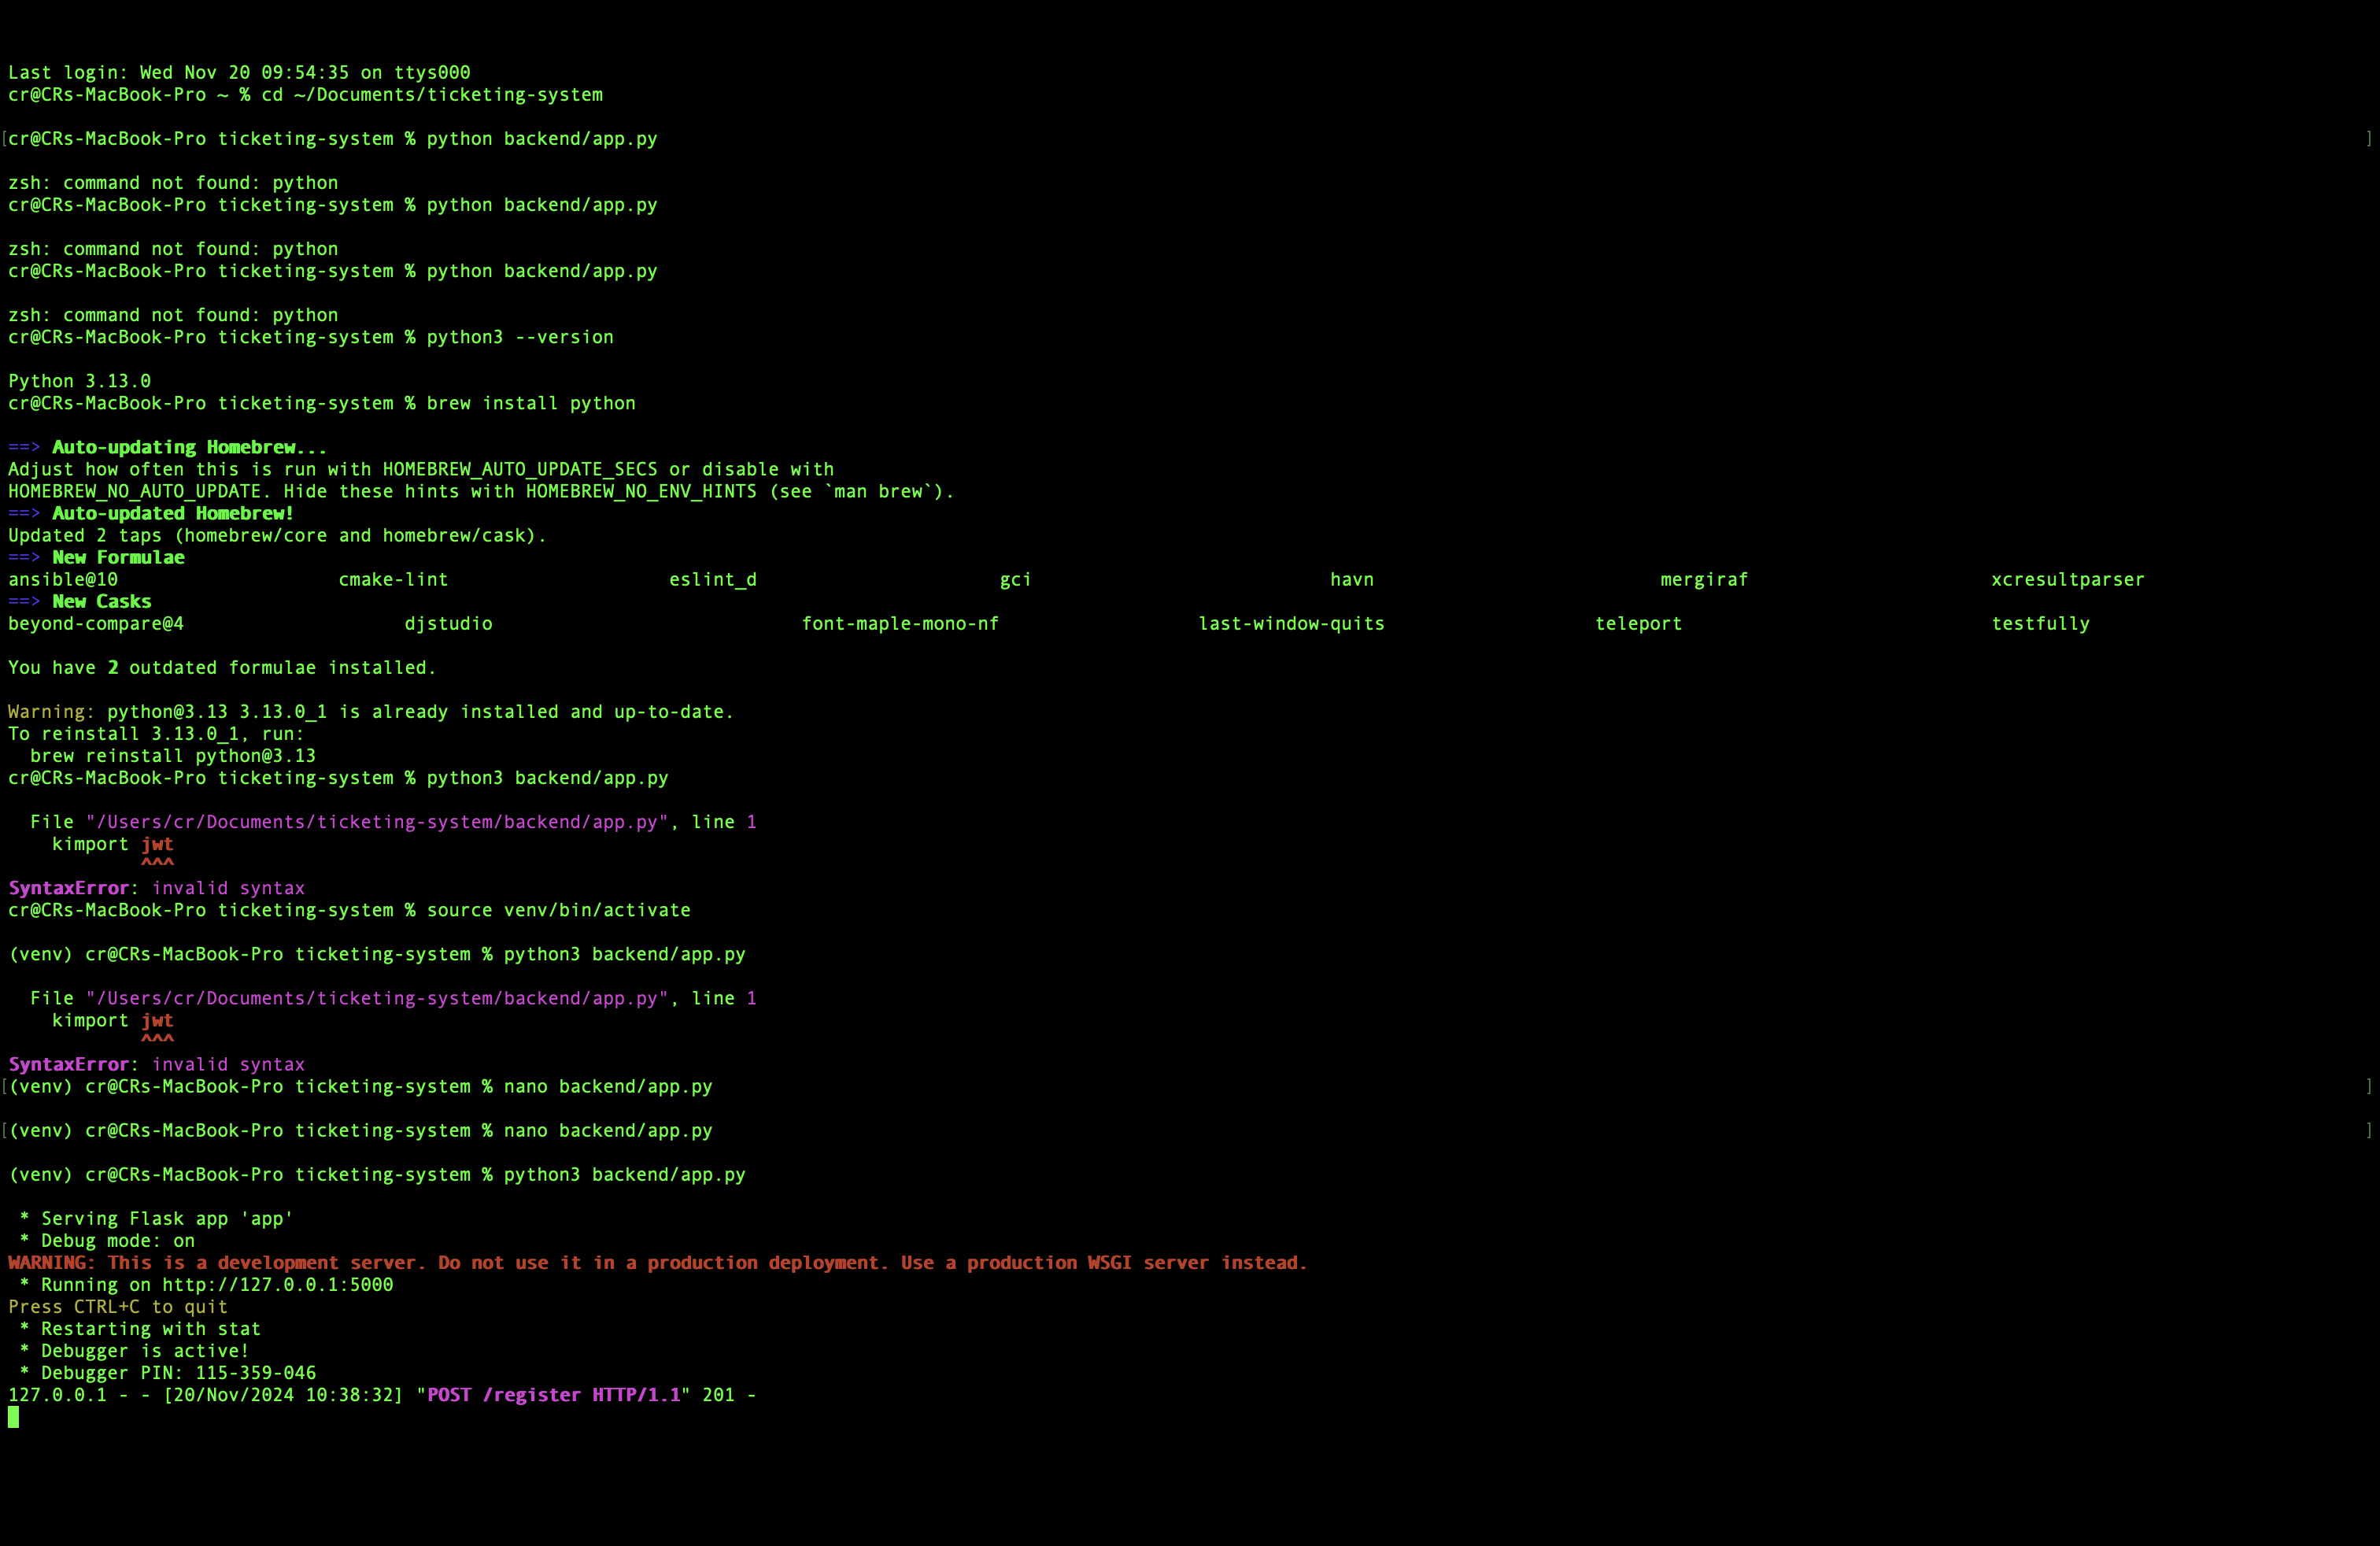 Last login: Wed Nov 20 09:54:35 on ttys000
cr@CRs-MacBook-Pro ~ % cd ~/Documents/ticketing-system
[cr@CRs-MacBook-Pro ticketing-system % python backend/app.py ]
zsh: command not found: python
cr@CRs-MacBook-Pro ticketing-system % python backend/app.py
zsh: command not found: python
cr@CRs-MacBook-Pro ticketing-system % python backend/app.py
zsh: command not found: python
cr@CRs-MacBook-Pro ticketing-system % python3 --version
Python 3.13.0
cr@CRs-MacBook-Pro ticketing-system % brew install python
==> Auto-updating Homebrew...
Adjust how often this is run with HOMEBREW_AUTO_UPDATE_SECS or disable with
HOMEBREW_NO_AUTO_UPDATE. Hide these hints with HOMEBREW_NO_ENV_HINTS (see `man brew`).
==> Auto-updated Homebrew!
Updated 2 taps (homebrew/core and homebrew/cask).
==> New Formulae
ansible@10 cmake-lint eslint_d gci havn mergiraf xcresultparser
==> New Casks
beyond-compare@4 djstudio font-maple-mono-nf last-window-quits teleport testfully
You have 2 outdated formulae installed.
Warning: python@3.13 3.13.0_1 is already installed and up-to-date.
To reinstall 3.13.0_1, run:
  brew reinstall python@3.13
cr@CRs-MacBook-Pro ticketing-system % python3 backend/app.py
  File "/Users/cr/Documents/ticketing-system/backend/app.py", line 1
    kimport jwt
            ^^^
SyntaxError: invalid syntax
cr@CRs-MacBook-Pro ticketing-system % source venv/bin/activate
(venv) cr@CRs-MacBook-Pro ticketing-system % python3 backend/app.py
  File "/Users/cr/Documents/ticketing-system/backend/app.py", line 1
    kimport jwt
            ^^^
SyntaxError: invalid syntax
[(venv) cr@CRs-MacBook-Pro ticketing-system % nano backend/app.py ]
[(venv) cr@CRs-MacBook-Pro ticketing-system % nano backend/app.py ]
(venv) cr@CRs-MacBook-Pro ticketing-system % python3 backend/app.py
 * Serving Flask app 'app'
 * Debug mode: on
WARNING: This is a development server. Do not use it in a production deployment. Use a production WSGI server instead.
 * Running on http://127.0.0.1:5000
Press CTRL+C to quit
 * Restarting with stat
 * Debugger is active!
 * Debugger PIN: 115-359-046
127.0.0.1 - - [20/Nov/2024 10:38:32] "POST /register HTTP/1.1" 201 -